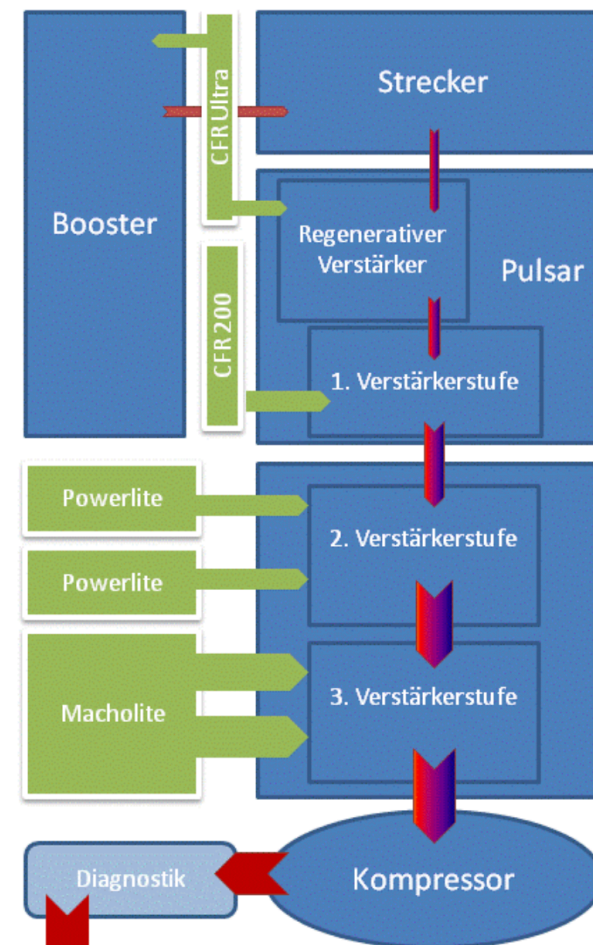 Strecker
CFR Ultra
Booster
Regenerativer
Verstärker
Pulsar
CFR 200
1. Verstärkerstufe
Powerlite
2. Verstärkerstufe
Powerlite
Macholite
3. Verstärkerstufe
Diagnostik
Kompressor